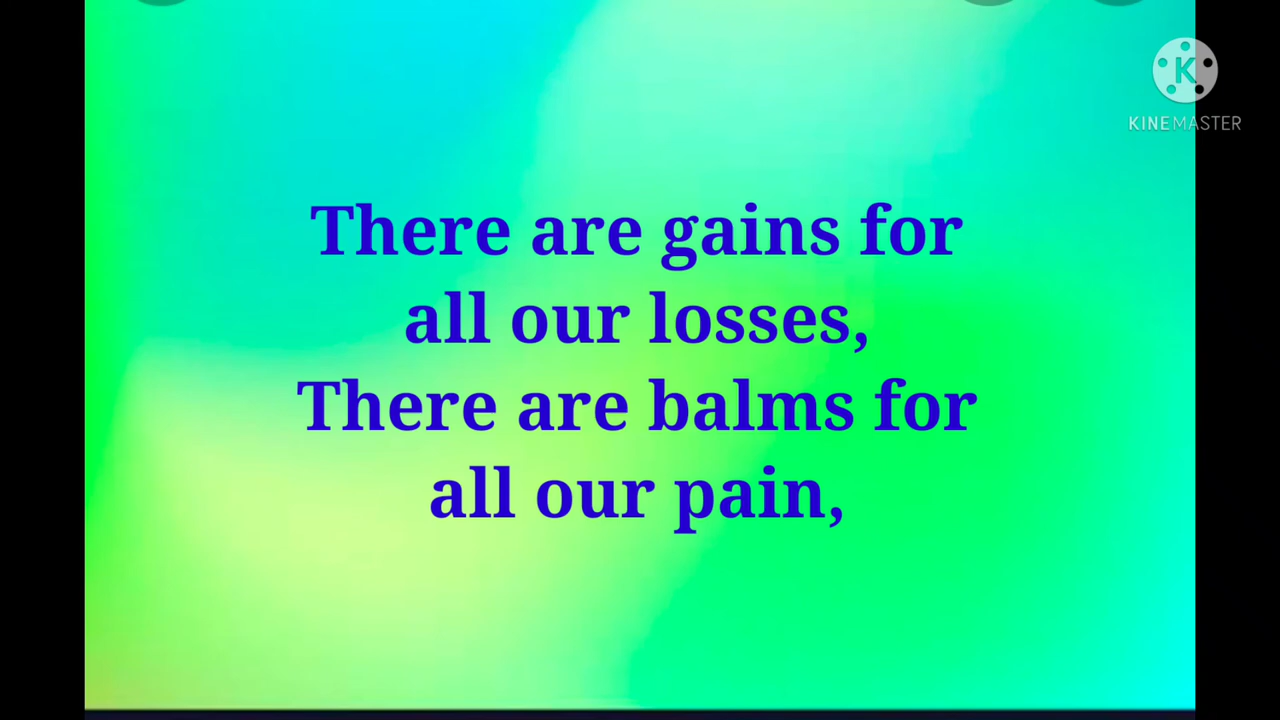 KINEMASTER
There are gains for
all our losses,
There are balms for
all our pain,